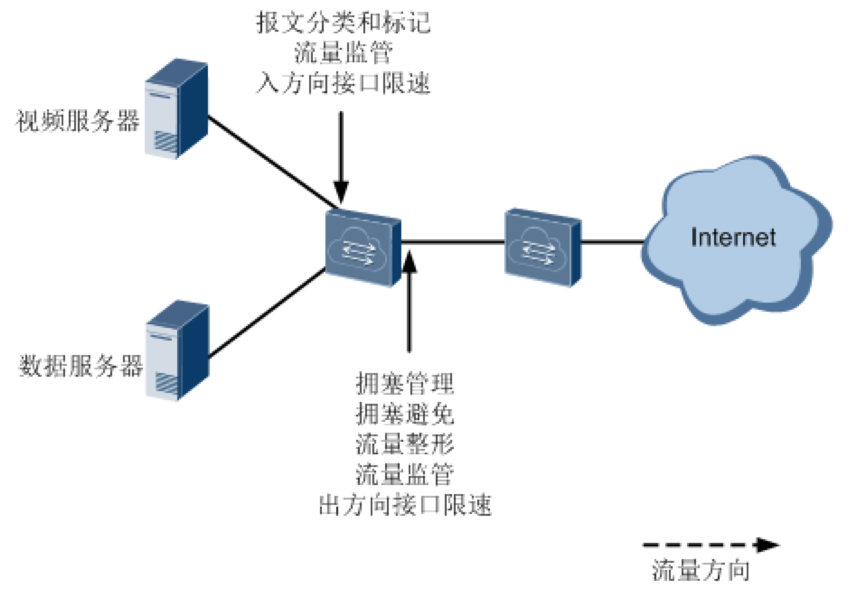 报文分类和标记
流量监管
入方向接口限速
视频服务器
Internet
数据服务器
拥塞管理
拥塞避免
流量整形
流量监管
出方向接口限速
流量方向